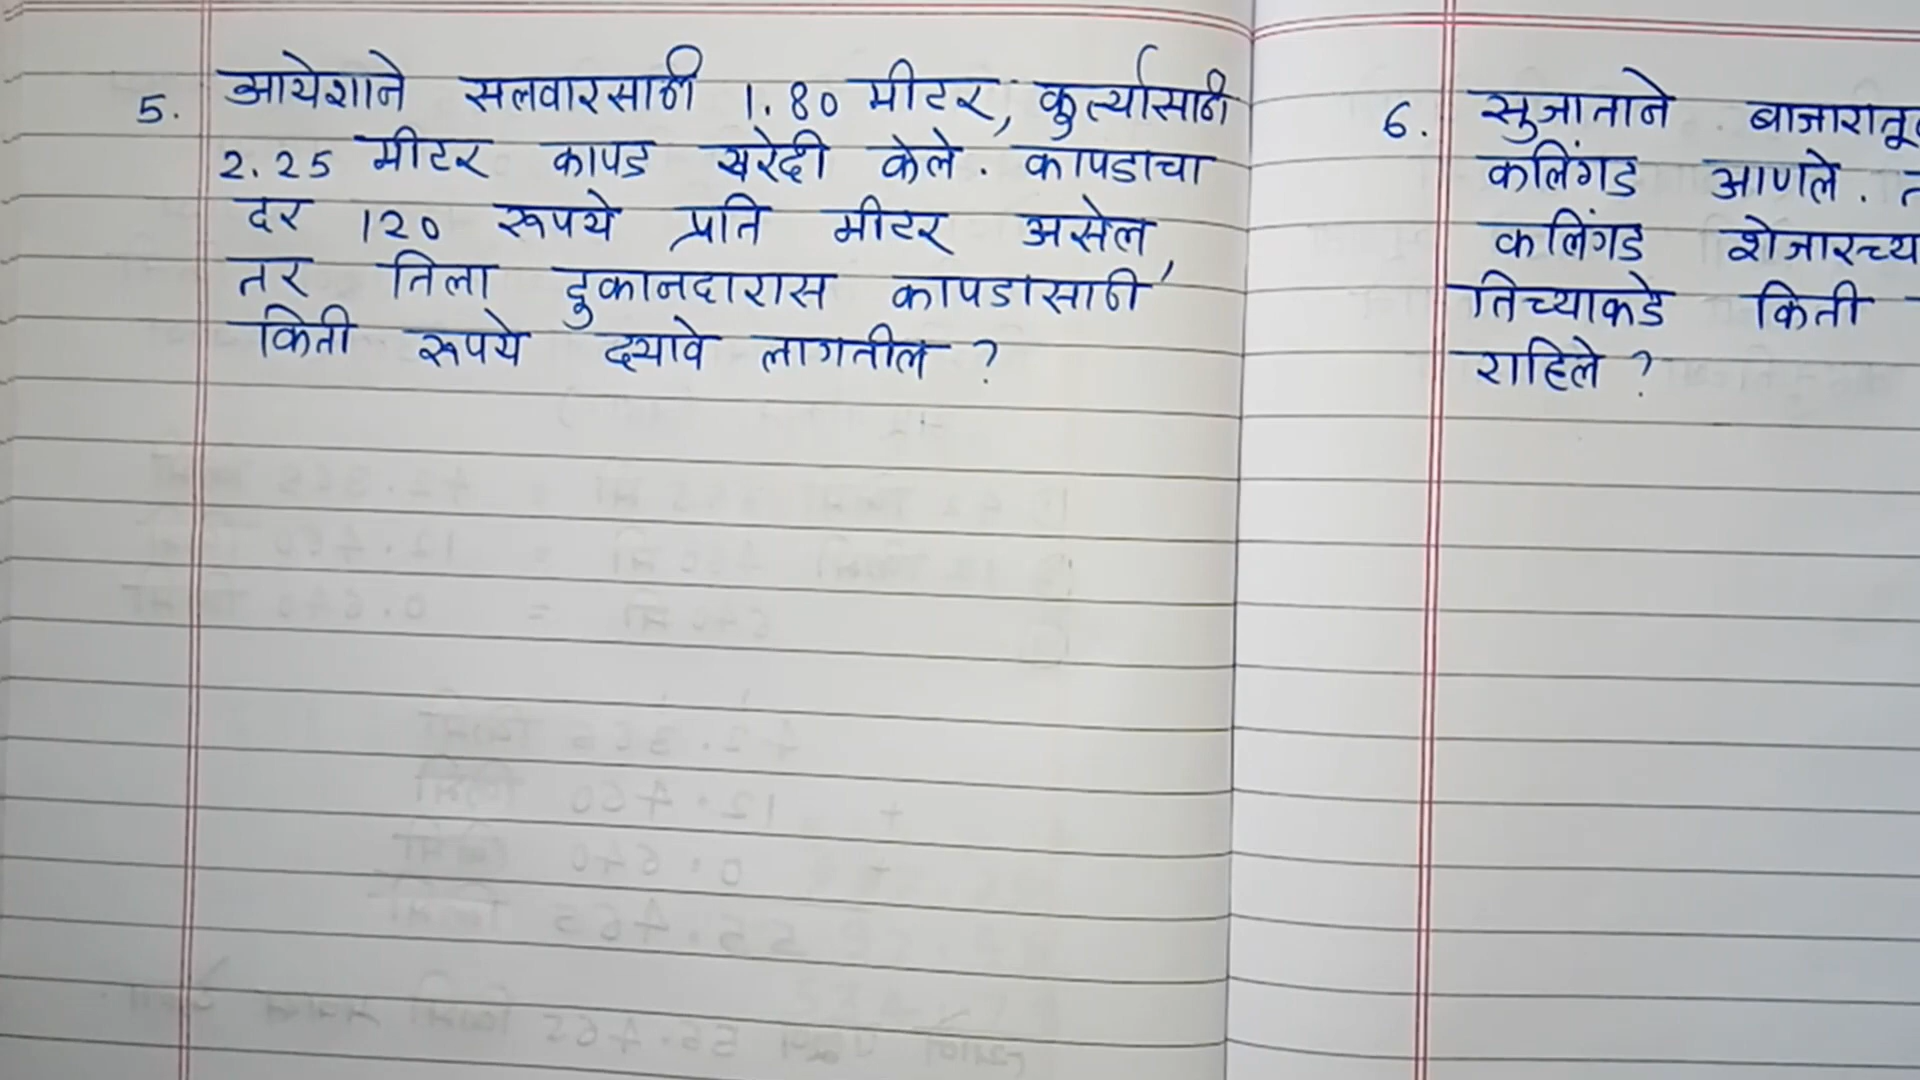 5. आयेशाने सलवारसाठी 1.80 मीटर, कुर्त्यासाठी
2.25 मीटर कापड खरेदी केले. कापडाचा
दर 120 रूपये प्रति मीटर असेल,
तर तिला दुकानदारास कापडासाठी
किती रूपये द्यावे लागतील ?
6. सुजाताने
कलिंगड आणले.
कलिंगड
तिच्याकडे किती
राहिले ?